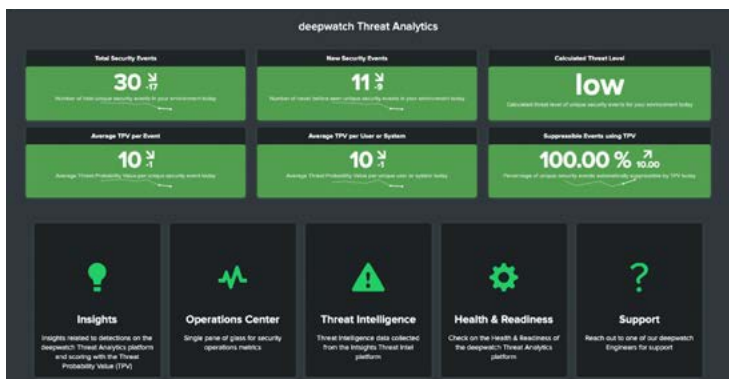 deepwatch Threat Analytics
Total Security Events
New Security Events
Calculated Threat Level
30 -17
11 -9
low
Number of total unique security events in your environment today
Number of never before seen unique security events in your environment today
Calculated threat level of unique security events for your environment today
Average TPV per Event
Average TPV per User or System
Suppressible Events using TPV
10 -1
10 -1
100.00 % 10.00
Average Threat Probability Value per unique security event today
Average Threat Probability Value per unique user or system today
Percentage of unique security events automatically suppressible by TPV today
Insights
Insights related to detections on the
deepwatch Threat Analytics platform
and scoring with the Threat
Probability Value (TPV)
Operations Center
Single pane of glass for security
operations metrics
Threat Intelligence
Threat Intelligence data collected
from the Intsights Threat Intel
platform
Health & Readiness
Check on the Health & Readiness of
the deepwatch Threat Analytics
platform
Support
Reach out to one of our deepwatch
Engineers for support